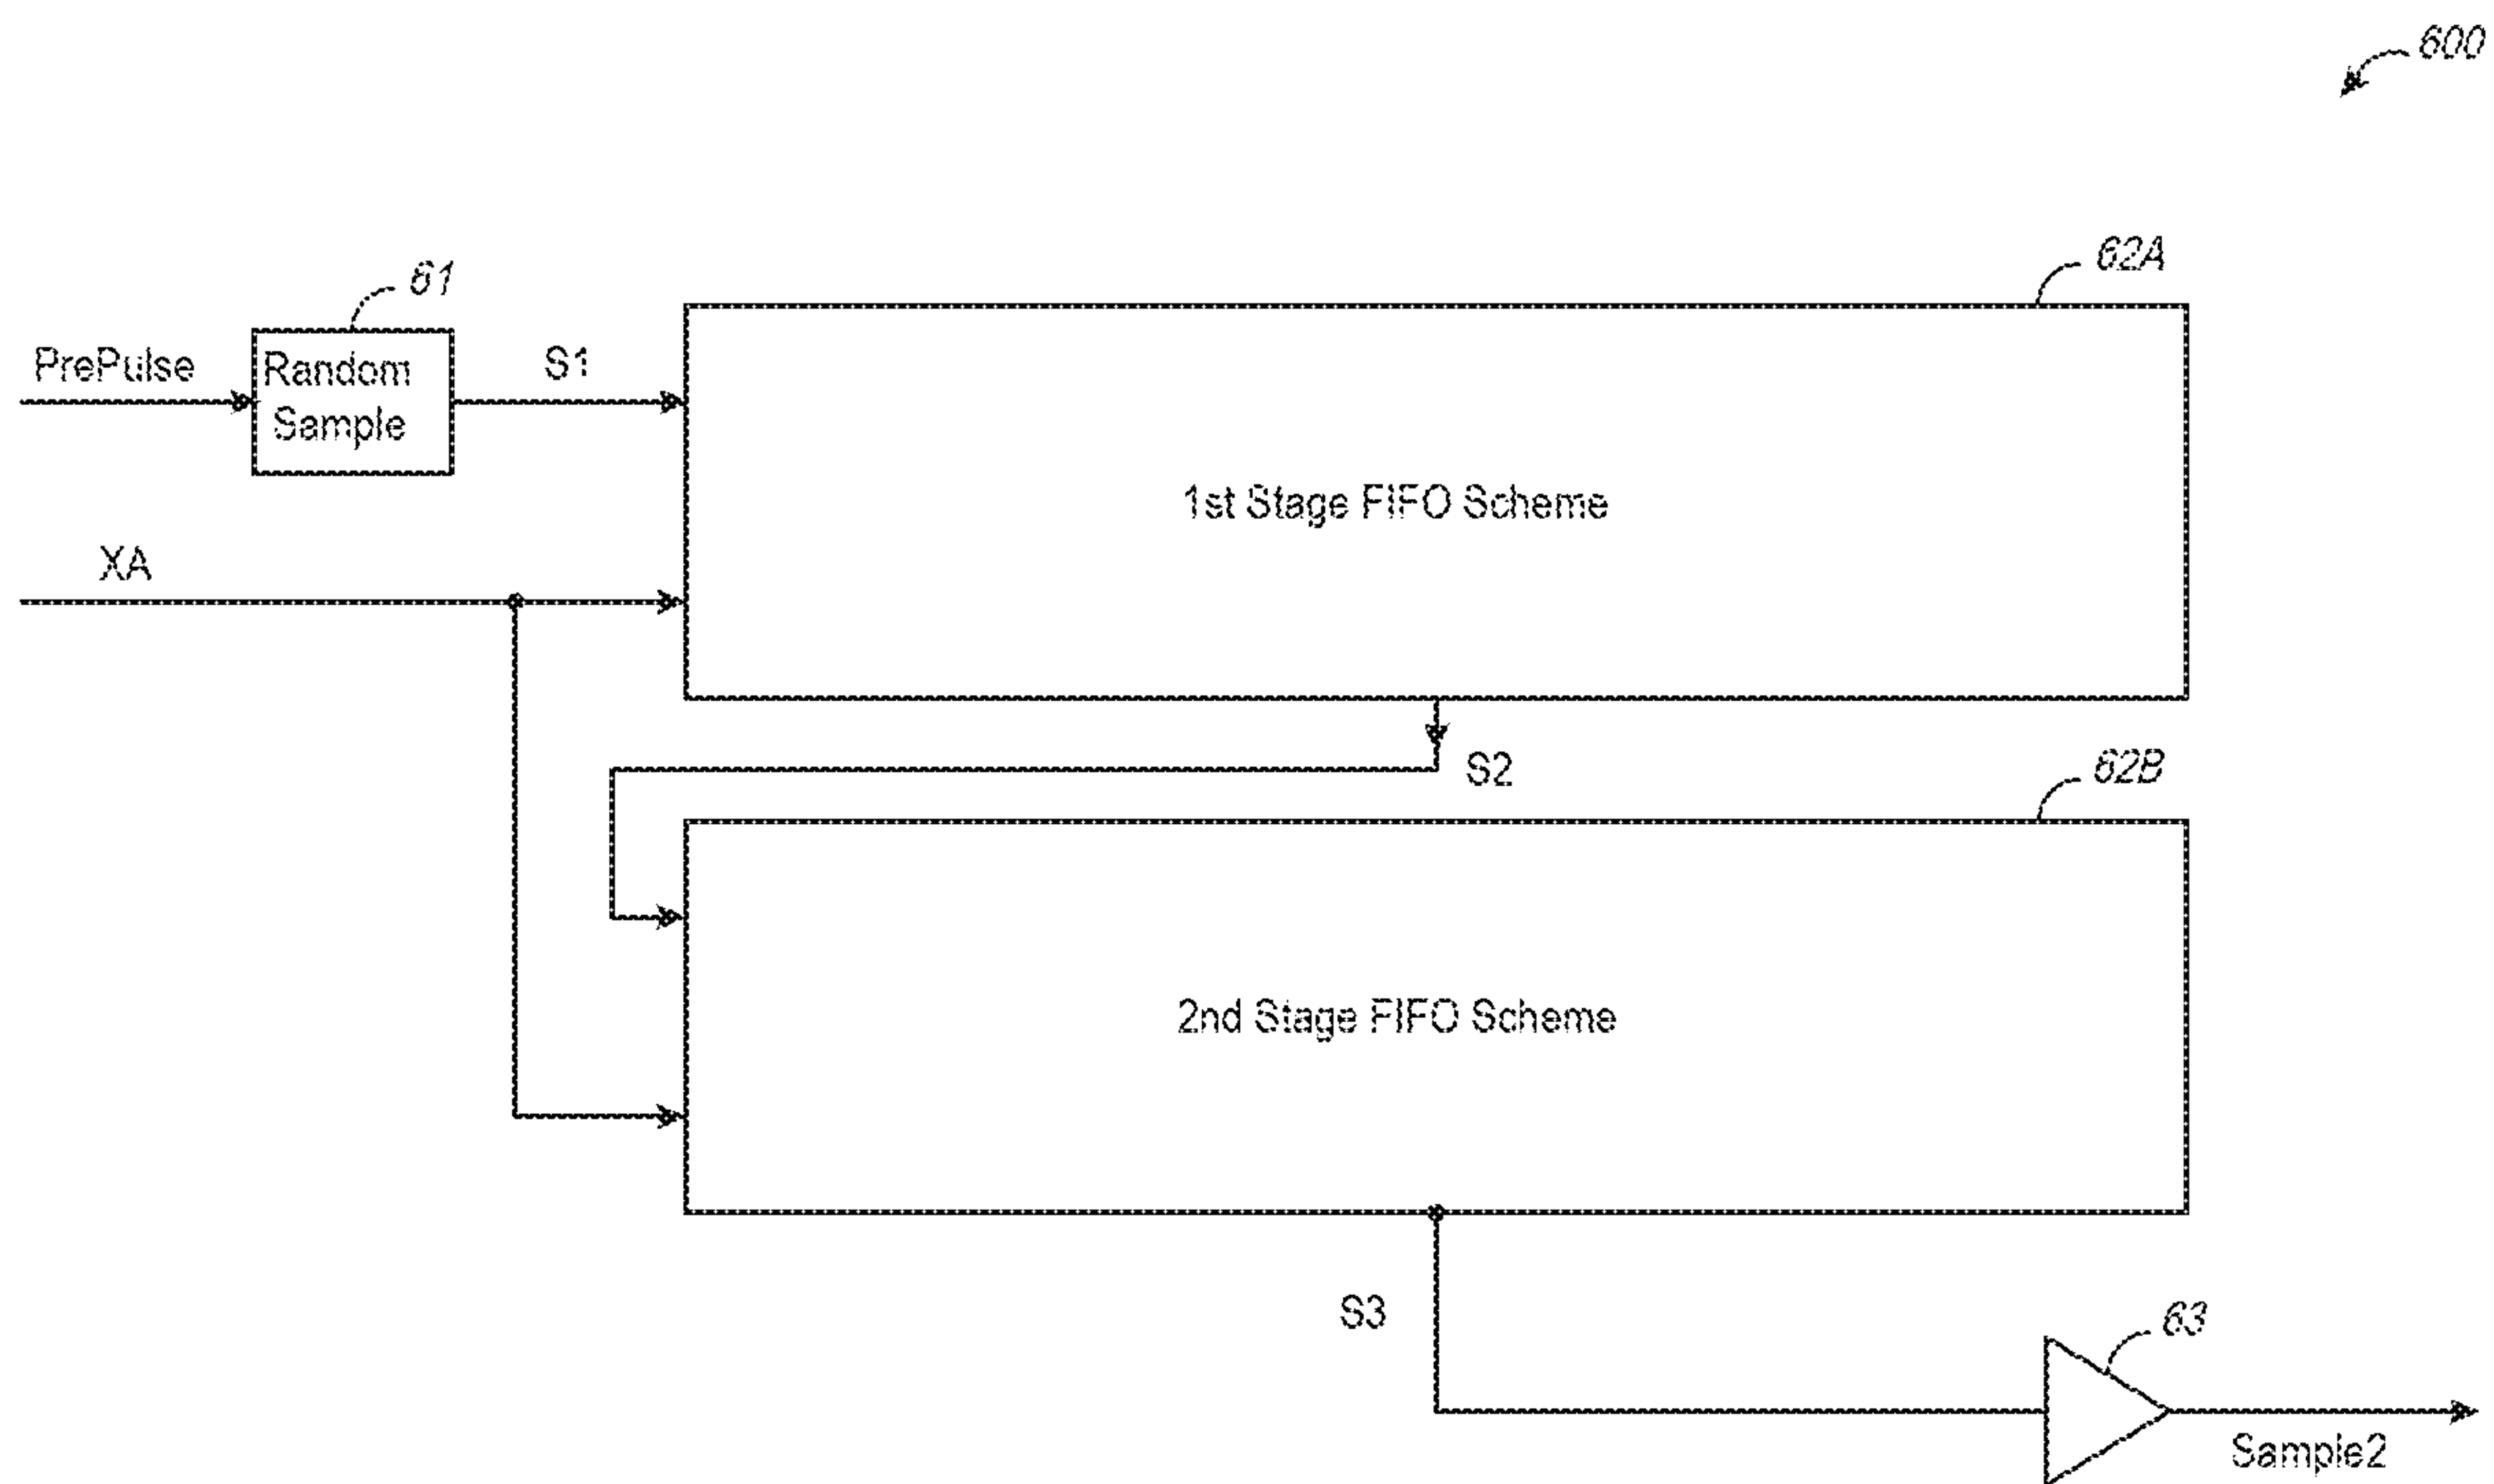 600
62A
61
PrePulse
Random
Sample
S1
1st Stage FIFO Scheme
XA
S2
62B
2nd Stage FIFO Scheme
S3
63
Sample2